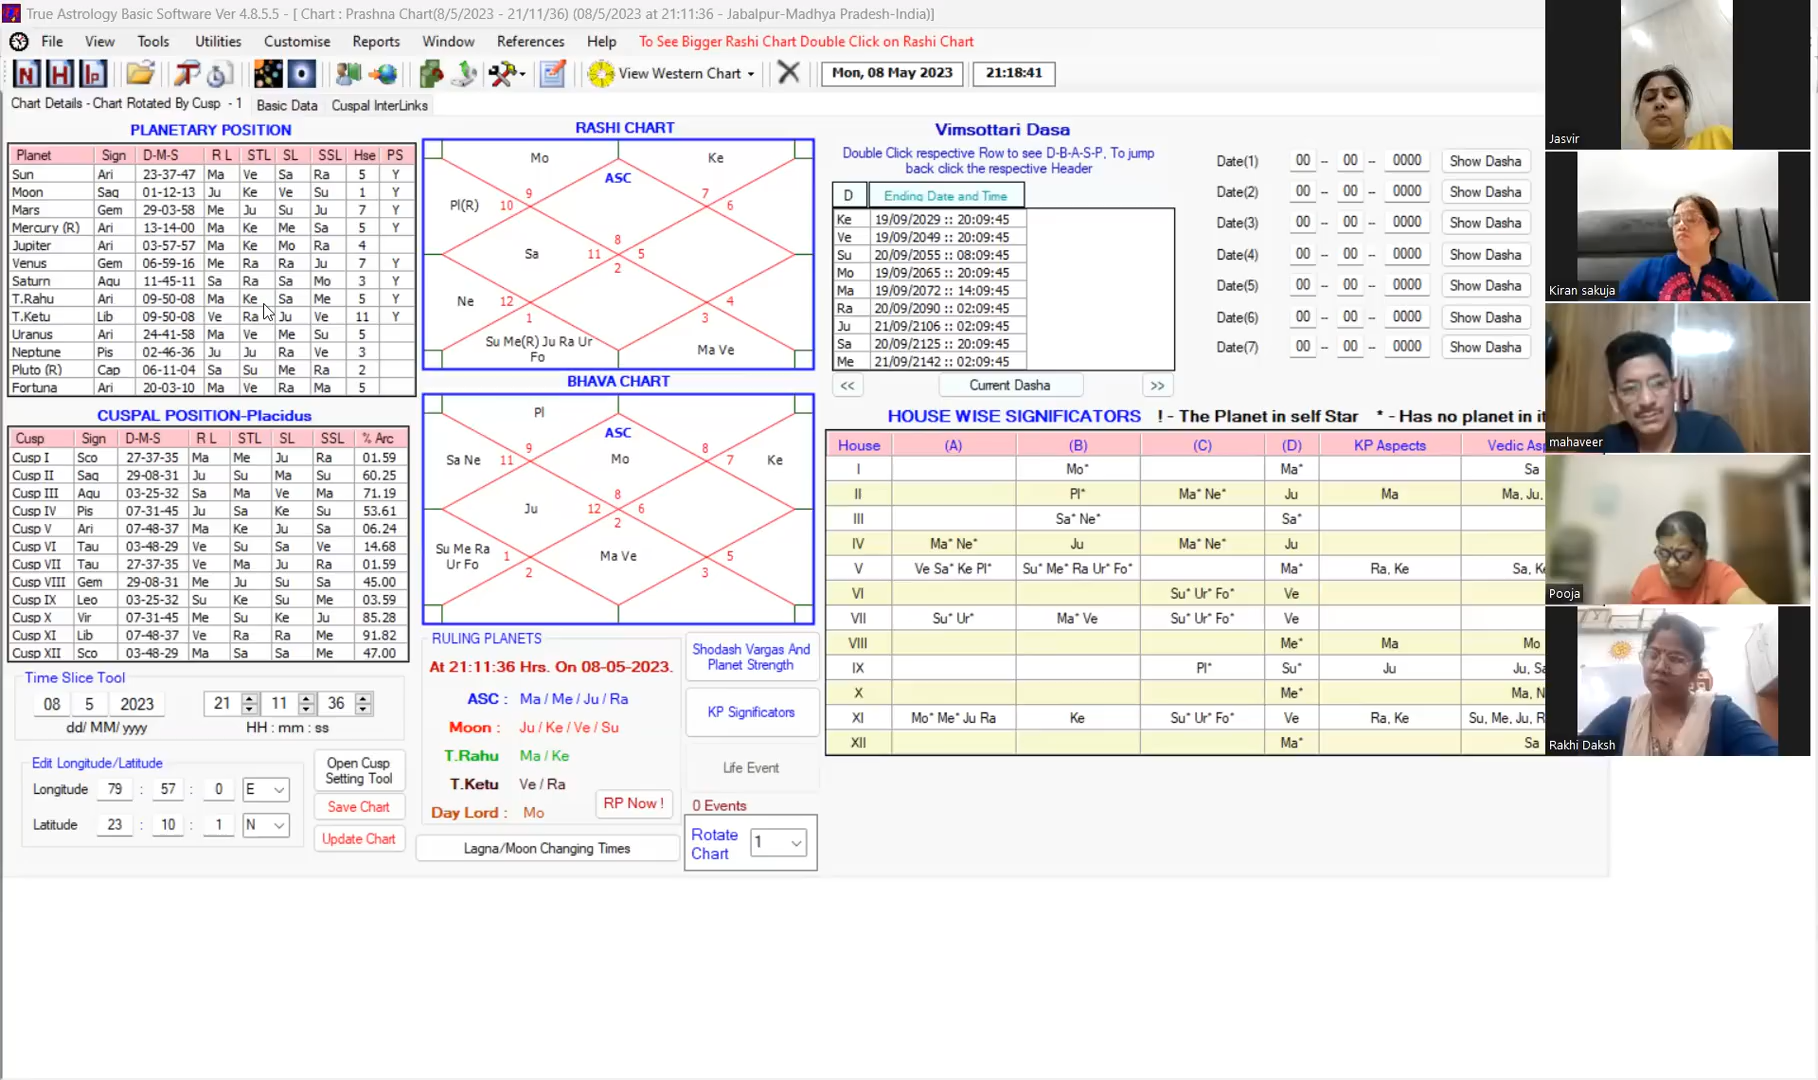 True Astrology Basic Software Ver 4.8.5.5 - [ Chart : Prashna Chart(8/5/2023 - 21/11/36) (08/5/2023 at 21:11:36 - Jabalpur-Madhya Pradesh-India)]
File View Tools Utilities Customise Reports Window References Help To See Bigger Rashi Chart Double Click on Rashi Chart
N H Ip View Western Chart Mon, 08 May 2023 21:18:41
Chart Details - Chart Rotated By Cusp - 1 Basic Data Cuspal InterLinks
PLANETARY POSITION
Planet Sign D-M-S R L STL SL SSL Hse PS
Sun Ari 23-37-47 Ma Ve Sa Ra 5 Y
Moon Sag 01-12-13 Ju Ke Ve Su 1 Y
Mars Gem 29-03-58 Me Ju Su Ju 7 Y
Mercury (R) Ari 13-14-00 Ma Ke Me Sa 5 Y
Jupiter Ari 03-57-57 Ma Ke Mo Ra 4
Venus Gem 06-59-16 Me Ra Ra Ju 7 Y
Saturn Aqu 11-45-11 Sa Ra Sa Mo 3 Y
T.Rahu Ari 09-50-08 Ma Ke Sa Me 5 Y
T.Ketu Lib 09-50-08 Ve Ra Ju Ve 11 Y
Uranus Ari 24-41-58 Ma Ve Me Su 5
Neptune Pis 02-46-36 Ju Ju Ra Ve 3
Pluto (R) Cap 06-11-04 Sa Su Me Ra 2
Fortuna Ari 20-03-10 Ma Ve Ra Ma 5
CUSPAL POSITION-Placidus
Cusp Sign D-M-S R L STL SL SSL % Arc
Cusp I Sco 27-37-35 Ma Me Ju Ra 01.59
Cusp II Sag 29-08-31 Ju Su Ma Su 60.25
Cusp III Aqu 03-25-32 Sa Ma Ve Ma 71.19
Cusp IV Pis 07-31-45 Ju Sa Ke Su 53.61
Cusp V Ari 07-48-37 Ma Ke Ju Sa 06.24
Cusp VI Tau 03-48-29 Ve Su Sa Ve 14.68
Cusp VII Tau 27-37-35 Ve Ma Ju Ra 01.59
Cusp VIII Gem 29-08-31 Me Ju Su Sa 45.00
Cusp IX Leo 03-25-32 Su Ke Su Me 03.59
Cusp X Vir 07-31-45 Me Su Ke Ju 85.28
Cusp XI Lib 07-48-37 Ve Ra Ra Me 91.82
Cusp XII Sco 03-48-29 Ma Sa Sa Me 47.00
Time Slice Tool
08 5 2023 21 11 36
dd/ MM/ yyyy HH : mm : ss
Edit Longitude/Latitude
Longitude 79 : 57 : 0 E
Latitude 23 : 10 : 1 N
Open Cusp
Setting Tool
Save Chart
Update Chart
RASHI CHART
Mo Ke
ASC
9 7
Pl(R) 10 6
8
Sa 11 5
2
Ne 12 4
1 3
Su Me(R) Ju Ra Ur
Fo
Ma Ve
BHAVA CHART
Pl
ASC
9 8
Sa Ne 11 Mo 7 Ke
8
Ju 12 6
2
Su Me Ra
Ur Fo
1 Ma Ve 5
2 3
RULING PLANETS
At 21:11:36 Hrs. On 08-05-2023.
ASC : Ma / Me / Ju / Ra
Moon : Ju / Ke / Ve / Su
T.Rahu Ma / Ke
T.Ketu Ve / Ra
Day Lord : Mo
RP Now !
Lagna/Moon Changing Times
Shodash Vargas And
Planet Strength
KP Significators
Life Event
0 Events
Rotate
Chart
1
Vimsottari Dasa
Double Click respective Row to see D-B-A-S-P, To jump
back click the respective Header
D Ending Date and Time
Ke 19/09/2029 :: 20:09:45
Ve 19/09/2049 :: 20:09:45
Su 20/09/2055 :: 08:09:45
Mo 19/09/2065 :: 20:09:45
Ma 19/09/2072 :: 14:09:45
Ra 20/09/2090 :: 02:09:45
Ju 21/09/2106 :: 02:09:45
Sa 20/09/2125 :: 20:09:45
Me 21/09/2142 :: 02:09:45
<< Current Dasha >>
Date(1) 00 -- 00 -- 0000 Show Dasha
Date(2) 00 -- 00 -- 0000 Show Dasha
Date(3) 00 -- 00 -- 0000 Show Dasha
Date(4) 00 -- 00 -- 0000 Show Dasha
Date(5) 00 -- 00 -- 0000 Show Dasha
Date(6) 00 -- 00 -- 0000 Show Dasha
Date(7) 00 -- 00 -- 0000 Show Dasha
HOUSE WISE SIGNIFICATORS ! - The Planet in self Star * - Has no planet in it
House (A) (B) (C) (D) KP Aspects Vedic Asp
I Mo* Ma* Sa
II Pl* Ma* Ne* Ju Ma Ma, Ju,
III Sa* Ne* Sa*
IV Ma* Ne* Ju Ma* Ne* Ju
V Ve Sa* Ke Pl* Su* Me* Ra Ur* Fo* Ma* Ra, Ke Sa, Ke
VI Su* Ur* Fo* Ve
VII Su* Ur* Ma* Ve Su* Ur* Fo* Ve
VIII Me* Ma Mo
IX Pl* Su* Ju Ju, Sa
X Me* Ma, N
XI Mo* Me* Ju Ra Ke Su* Ur* Fo* Ve Ra, Ke Su, Me, Ju, R
XII Ma* Sa
Jasvir
Kiran sakuja
mahaveer
Pooja
Rakhi Daksh